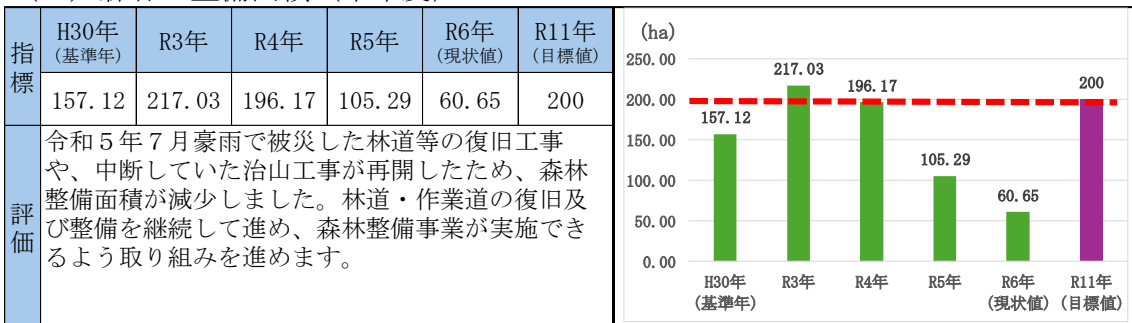 指標
H30年 R3年 R4年 R5年 R6年 R11年
(基準年) (現状値) (目標値)
157.12 217.03 196.17 105.29 60.65 200
評価
令和５年７月豪雨で被災した林道等の復旧工事
や、中断していた治山工事が再開したため、森林
整備面積が減少しました。林道・作業道の復旧及
び整備を継続して進め、森林整備事業が実施でき
るよう取り組みを進めます。
(ha)
250.00
200.00
150.00
100.00
50.00
0.00
157.12
217.03
196.17
105.29
60.65
200
H30年 R3年 R4年 R5年 R6年 R11年
(基準年) (現状値) (目標値)